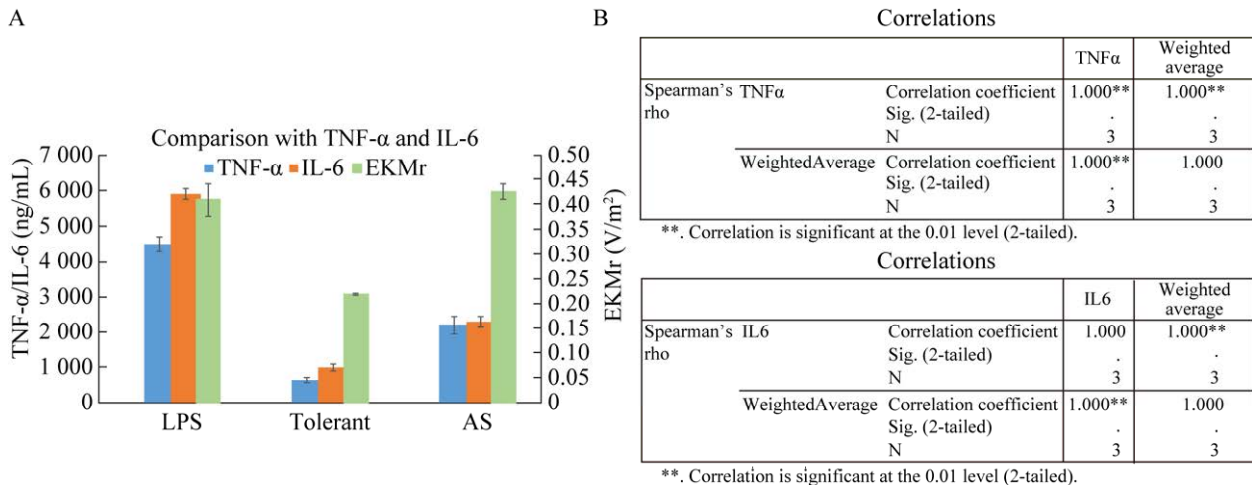 A
Comparison with TNF-α and IL-6
TNF-α IL-6 EKMr
TNF-α/IL-6 (ng/mL)
7 000
6 000
5 000
4 000
3 000
2 000
1 000
0
0.50
0.45
0.40
0.35
0.30
0.25
0.20
0.15
0.10
0.05
0
EKMr (V/m²)
LPS Tolerant AS
B
Correlations
TNFα Weighted average
Spearman's rho TNFα Correlation coefficient 1.000** 1.000**
Sig. (2-tailed) . .
N 3 3
WeightedAverage Correlation coefficient 1.000** 1.000
Sig. (2-tailed) . .
N 3 3
**. Correlation is significant at the 0.01 level (2-tailed).
Correlations
IL6 Weighted average
Spearman's rho IL6 Correlation coefficient 1.000 1.000**
Sig. (2-tailed) . .
N 3 3
WeightedAverage Correlation coefficient 1.000** 1.000
Sig. (2-tailed) . .
N 3 3
**. Correlation is significant at the 0.01 level (2-tailed).